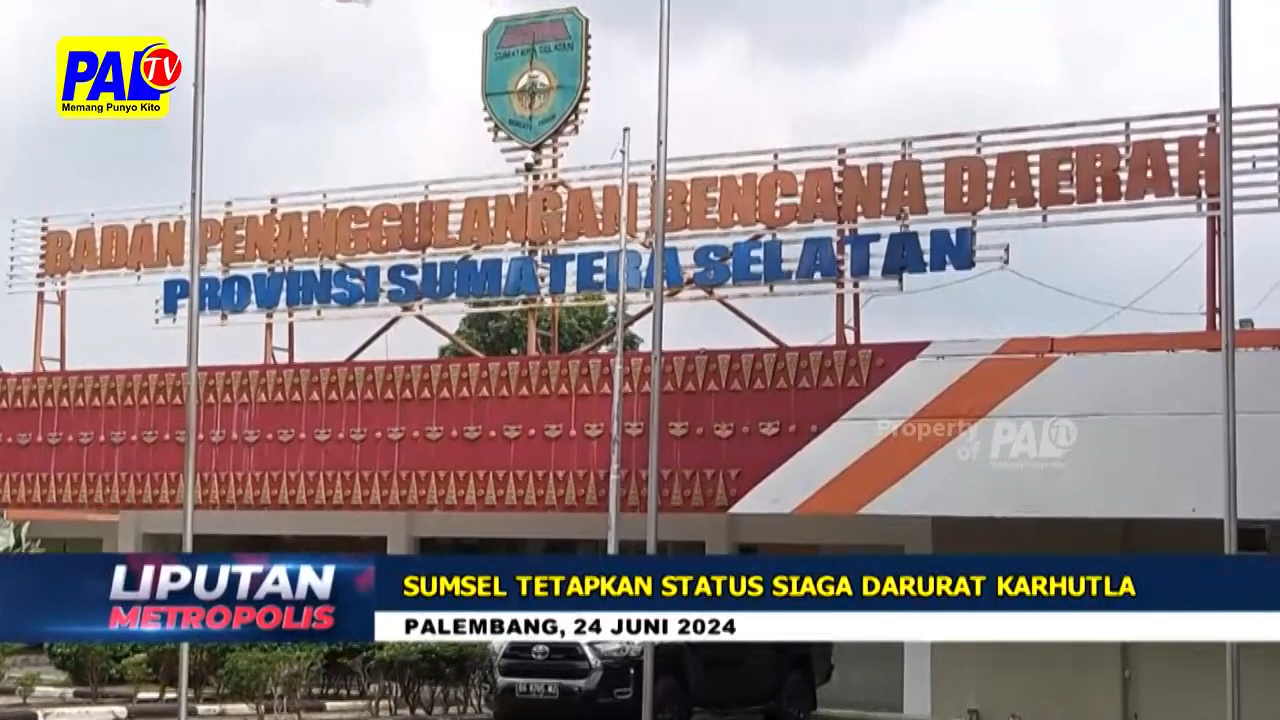 PAL TV
Memang Punyo Kito
SUMATERA SELATAN
BADAN PENANGGULANGAN BENCANA DAERAH
PROVINSI SUMATERA SELATAN
Property of PAL TV
LIPUTAN
METROPOLIS
SUMSEL TETAPKAN STATUS SIAGA DARURAT KARHUTLA
PALEMBANG, 24 JUNI 2024